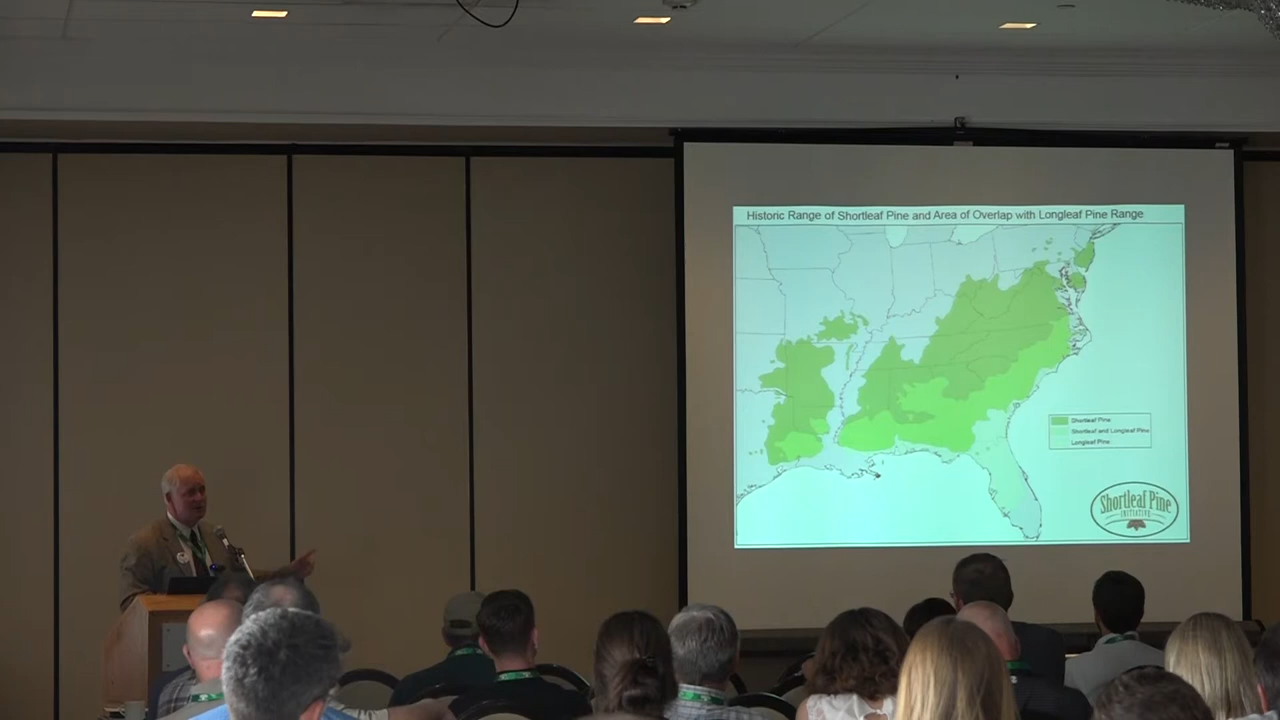 Historic Range of Shortleaf Pine and Area of Overlap with Longleaf Pine Range
Shortleaf Pine
Shortleaf and Longleaf Pine
Longleaf Pine
Shortleaf Pine
INITIATIVE